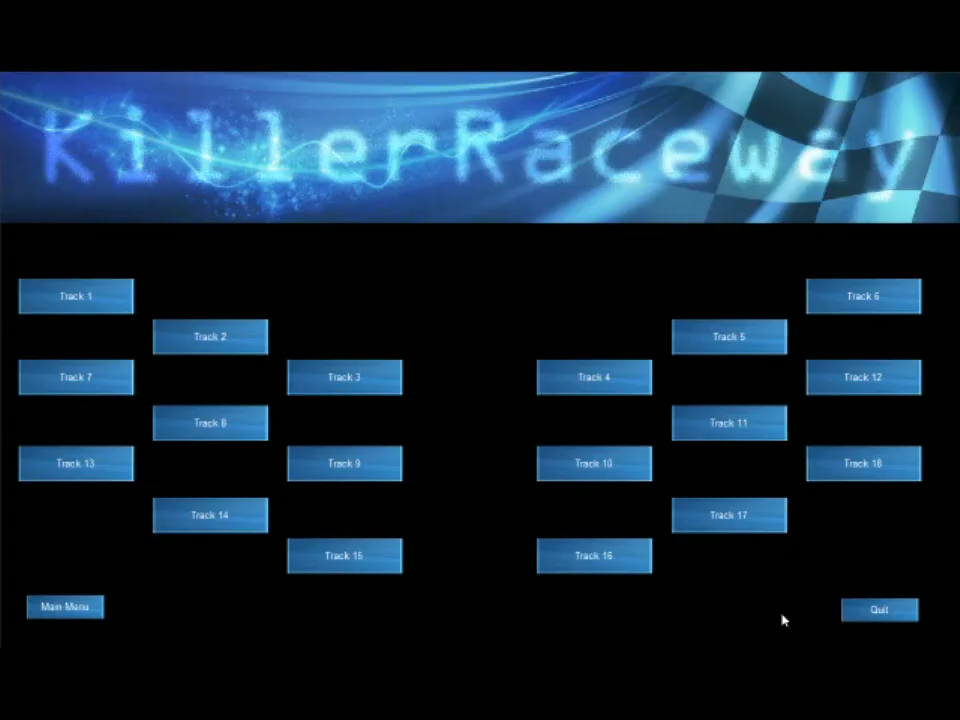 KillerRaceway
Track 1
Track 6
Track 2
Track 5
Track 7
Track 3
Track 4
Track 12
Track 8
Track 11
Track 13
Track 9
Track 10
Track 18
Track 14
Track 17
Track 15
Track 16
Main Menu
Quit